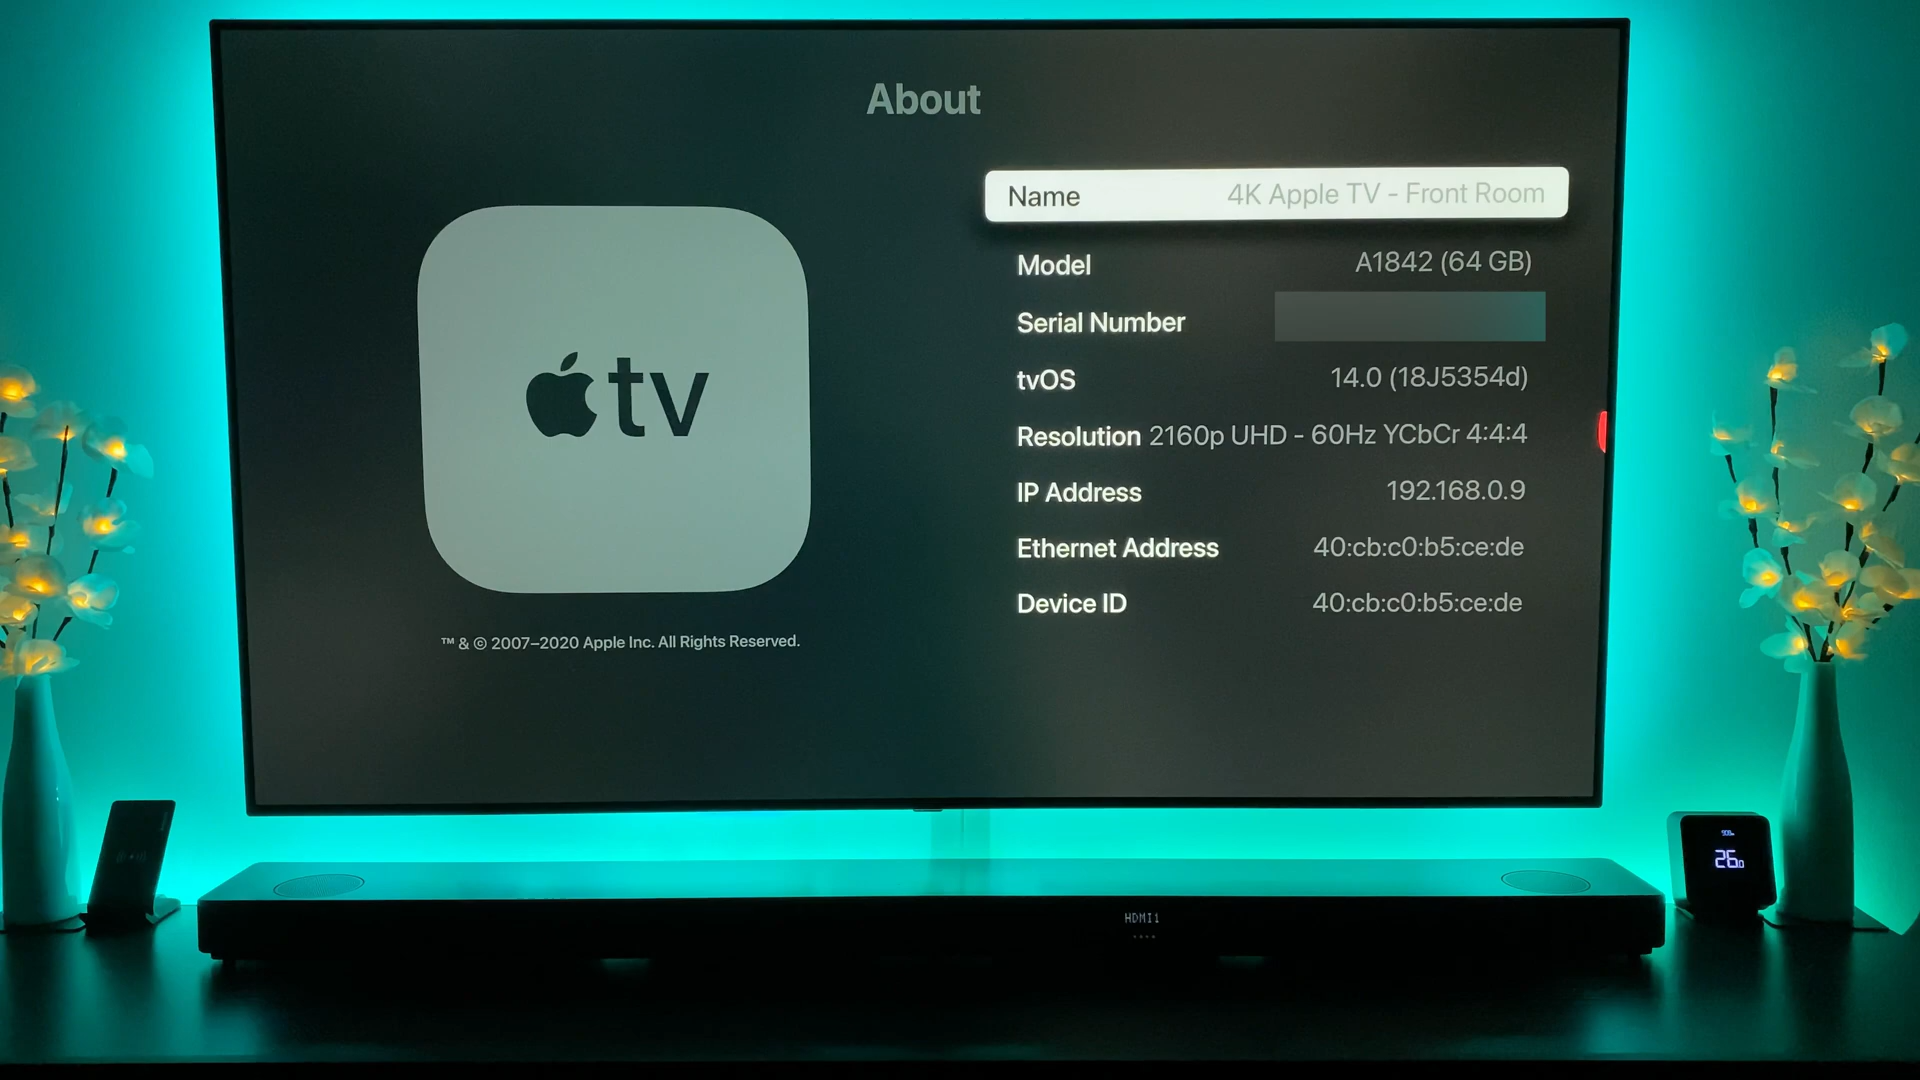 About
Name 4K Apple TV - Front Room
Model A1842 (64 GB)
Serial Number
tvOS 14.0 (18J5354d)
Resolution 2160p UHD - 60Hz YCbCr 4:4:4
IP Address 192.168.0.9
Ethernet Address 40:cb:c0:b5:ce:de
Device ID 40:cb:c0:b5:ce:de
tv
™ & © 2007–2020 Apple Inc. All Rights Reserved.
HDMI1
26.0